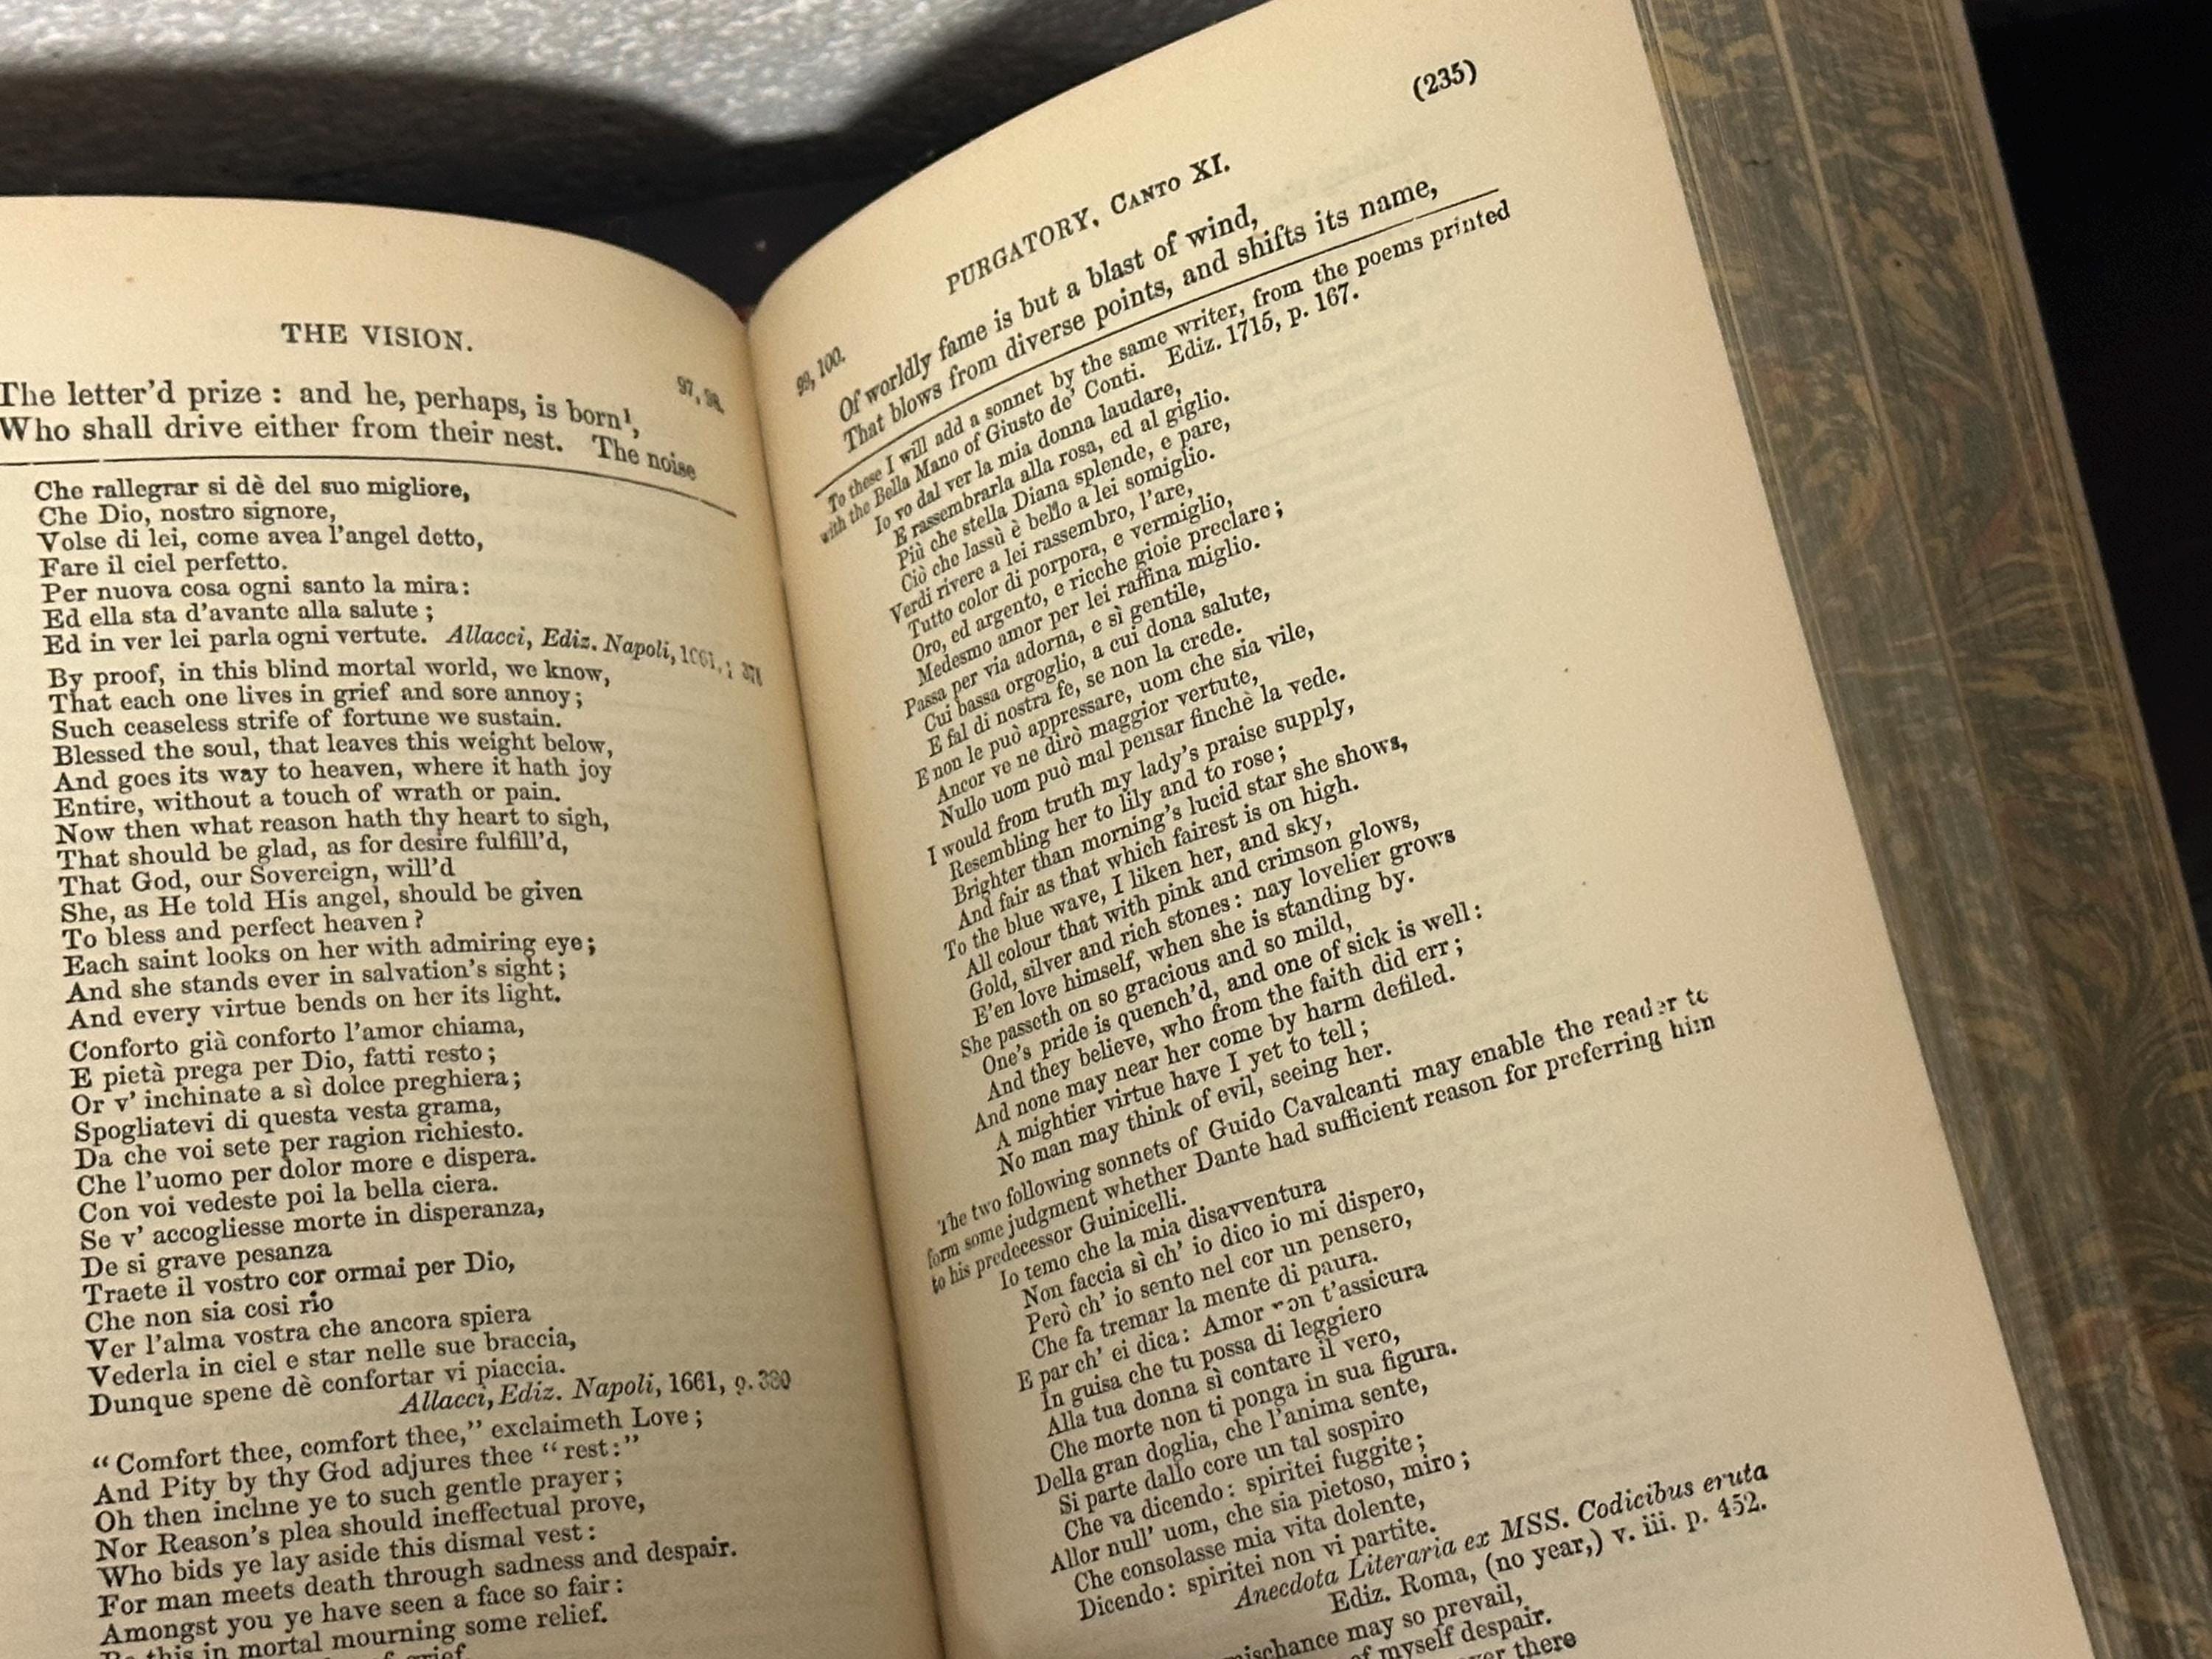 THE VISION.
97, 98.
The letter'd prize : and he, perhaps, is born¹,
Who shall drive either from their nest. The noise
Che rallegrar si dè del suo migliore,
Che Dio, nostro signore,
Volse di lei, come avea l'angel detto,
Fare il ciel perfetto.
Per nuova cosa ogni santo la mira:
Ed ella sta d'avante alla salute ;
Ed in ver lei parla ogni vertute. Allacci, Ediz. Napoli, 1661, 378
By proof, in this blind mortal world, we know,
That each one lives in grief and sore annoy;
Such ceaseless strife of fortune we sustain.
Blessed the soul, that leaves this weight below,
And goes its way to heaven, where it hath joy
Entire, without a touch of wrath or pain.
Now then what reason hath thy heart to sigh,
That should be glad, as for desire fulfill'd,
That God, our Sovereign, will'd
She, as He told His angel, should be given
To bless and perfect heaven ?
Each saint looks on her with admiring eye;
And she stands ever in salvation's sight;
And every virtue bends on her its light.
Conforto già conforto l'amor chiama,
E pietà prega per Dio, fatti resto;
Or v' inchinate a sì dolce preghiera;
Spogliatevi di questa vesta grama,
Da che voi sete per ragion richiesto.
Che l'uomo per dolor more e dispera.
Con voi vedeste poi la bella ciera.
Se v' accogliesse morte in disperanza,
De si grave pesanza
Traete il vostro cor ormai per Dio,
Che non sia cosi rio
Ver l'alma vostra che ancora spiera
Vederla in ciel e star nelle sue braccia,
Dunque spene dè confortar vi piaccia.
Allacci, Ediz. Napoli, 1661, p. 380
"Comfort thee, comfort thee," exclaimeth Love;
And Pity by thy God adjures thee "rest:"
Oh then incline ye to such gentle prayer;
Nor Reason's plea should ineffectual prove,
Who bids ye lay aside this dismal vest:
For man meets death through sadness and despair.
Amongst you ye have seen a face so fair:
this in mortal mourning some relief.
grief
(235)
PURGATORY, CANTO XI.
99, 100.
Of worldly fame is but a blast of wind,
That blows from diverse points, and shifts its name,
To these I will add a sonnet by the same writer, from the poems printed
with the Bella Mano of Giusto de' Conti. Ediz. 1715, p. 167.
Io vo dal ver la mia donna laudare,
E rassembrarla alla rosa, ed al giglio.
Più che stella Diana splende, e pare,
Ciò che lassù è bello a lei somiglio.
Verdi rivere a lei rassembro, l'are,
Tutto color di porpora, e vermiglio,
Oro, ed argento, e ricche gioie preclare;
Medesmo amor per lei raffina miglio.
Passa per via adorna, e sì gentile,
Cui bassa orgoglio, a cui dona salute,
E fal di nostra fe, se non la crede.
E non le può appressare, uom che sia vile,
Ancor ve ne dirò maggior vertute,
Nullo uom può mal pensar finchè la vede.
I would from truth my lady's praise supply,
Resembling her to lily and to rose;
Brighter than morning's lucid star she shows,
And fair as that which fairest is on high.
To the blue wave, I liken her, and sky,
All colour that with pink and crimson glows,
Gold, silver and rich stones: nay lovelier grows
E'en love himself, when she is standing by.
She passeth on so gracious and so mild,
One's pride is quench'd, and one of sick is well:
And they believe, who from the faith did err;
And none may near her come by harm defiled.
A mightier virtue have I yet to tell;
No man may think of evil, seeing her.
The two following sonnets of Guido Cavalcanti may enable the reader to
form some judgment whether Dante had sufficient reason for preferring him
to his predecessor Guinicelli.
Io temo che la mia disavventura
Non faccia sì ch' io dico io mi dispero,
Però ch' io sento nel cor un pensero,
Che fa tremar la mente di paura.
E par ch' ei dica: Amor non t'assicura
In guisa che tu possa di leggiero
Alla tua donna sì contare il vero,
Che morte non ti ponga in sua figura.
Della gran doglia, che l'anima sente,
Si parte dallo core un tal sospiro
Che va dicendo: spiritei fuggite;
Allor null' uom, che sia pietoso, miro;
Che consolasse mia vita dolente,
Dicendo: spiritei non vi partite.
Anecdota Literaria ex MSS. Codicibus eruta
Ediz. Roma, (no year,) v. iii. p. 452.
mischance may so prevail,
of myself despair.
there